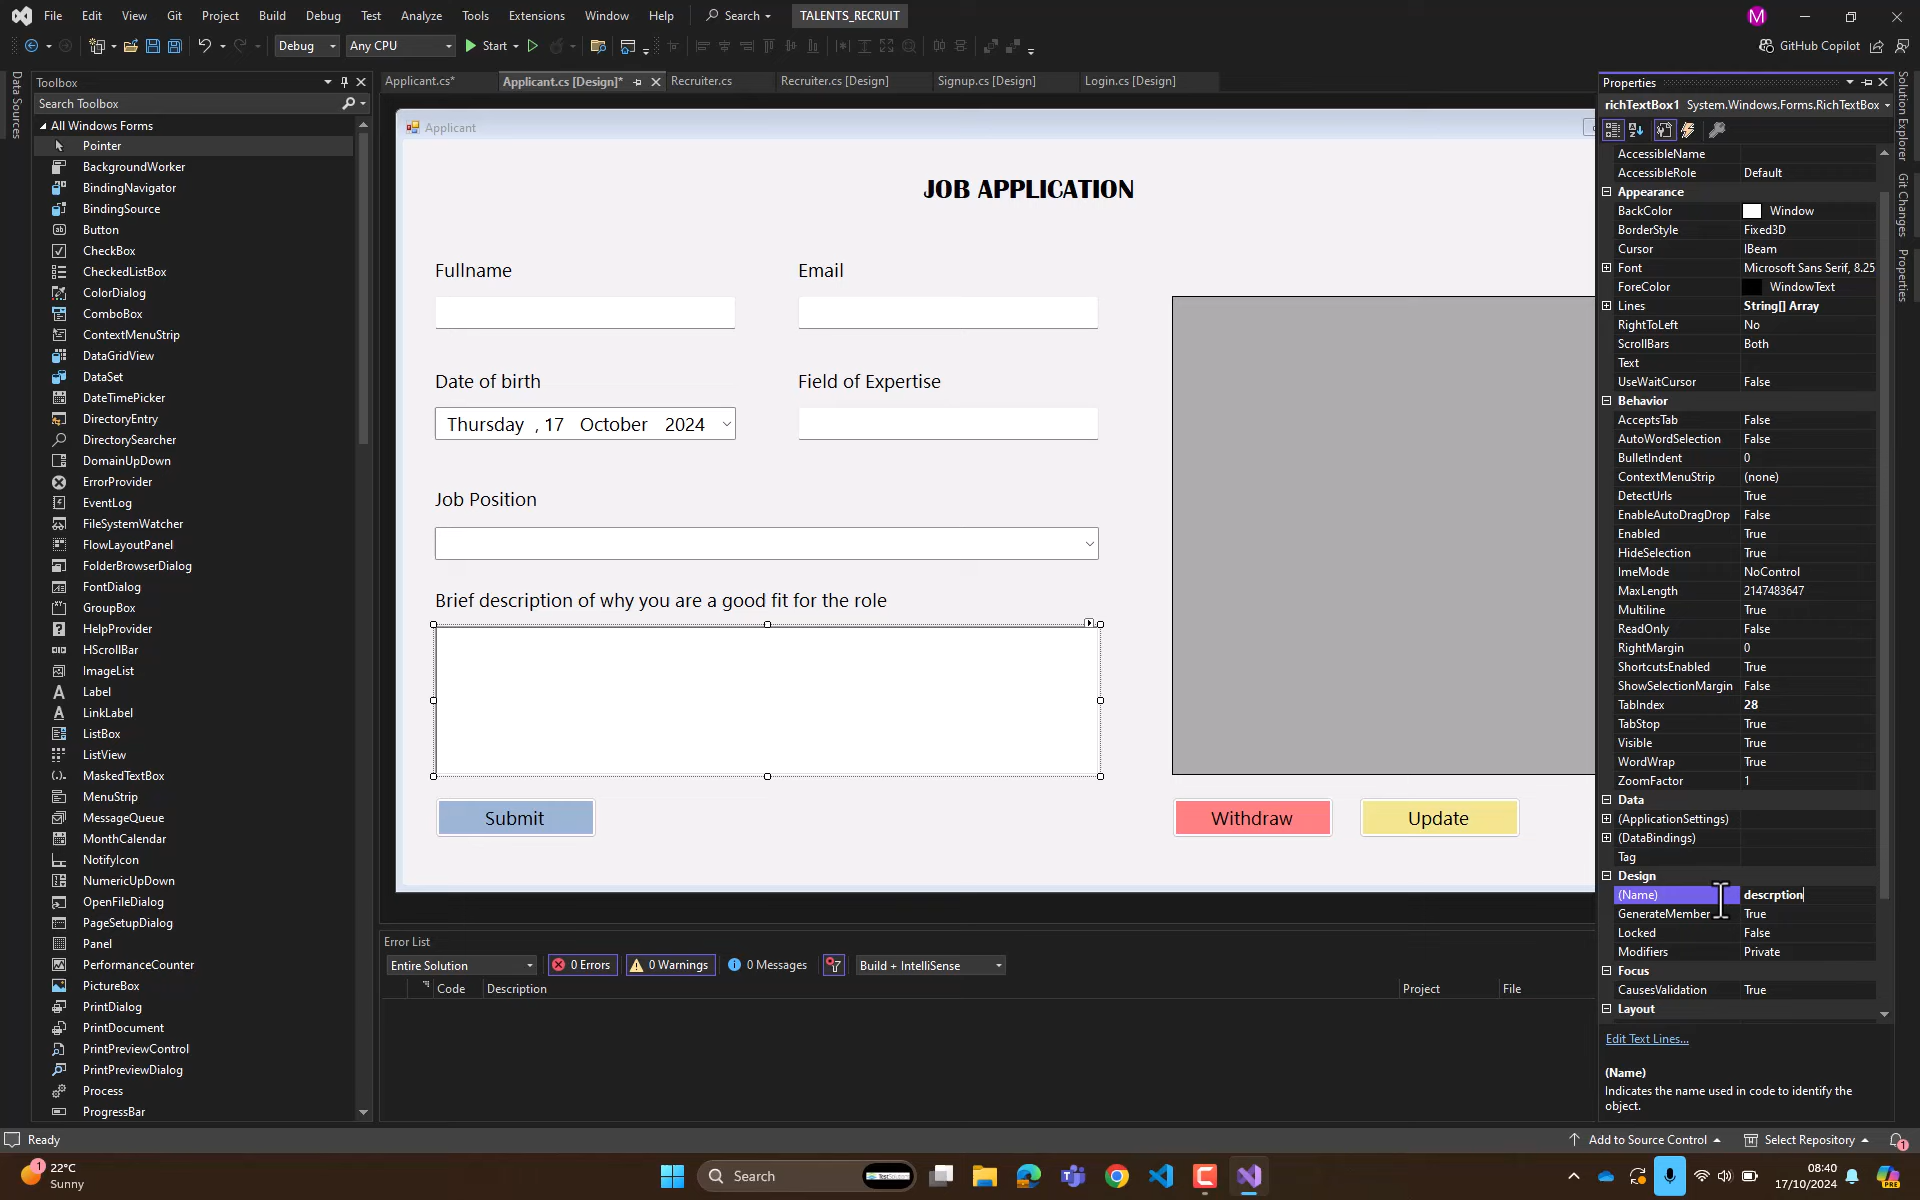 File Edit View Git Project Build Debug Test Analyze Tools Extensions Window Help Search TALENTS_RECRUIT M
Debug Any CPU Start GitHub Copilot
Data Sources
Toolbox
Search Toolbox
All Windows Forms
Pointer
BackgroundWorker
BindingNavigator
BindingSource
Button
CheckBox
CheckedListBox
ColorDialog
ComboBox
ContextMenuStrip
DataGridView
DataSet
DateTimePicker
DirectoryEntry
DirectorySearcher
DomainUpDown
ErrorProvider
EventLog
FileSystemWatcher
FlowLayoutPanel
FolderBrowserDialog
FontDialog
GroupBox
HelpProvider
HScrollBar
ImageList
Label
LinkLabel
ListBox
ListView
MaskedTextBox
MenuStrip
MessageQueue
MonthCalendar
NotifyIcon
NumericUpDown
OpenFileDialog
PageSetupDialog
Panel
PerformanceCounter
PictureBox
PrintDialog
PrintDocument
PrintPreviewControl
PrintPreviewDialog
Process
ProgressBar
Applicant.cs* Applicant.cs [Design]* Recruiter.cs Recruiter.cs [Design] Signup.cs [Design] Login.cs [Design]
Applicant
JOB APPLICATION
Fullname Email
Date of birth Field of Expertise
Thursday , 17 October 2024
Job Position
Brief description of why you are a good fit for the role
Submit Withdraw Update
Error List
Entire Solution 0 Errors 0 Warnings 0 Messages Build + IntelliSense
Code Description Project File
Properties
richTextBox1 System.Windows.Forms.RichTextBox
AccessibleName
AccessibleRole Default
Appearance
BackColor Window
BorderStyle Fixed3D
Cursor IBeam
Font Microsoft Sans Serif, 8.25
ForeColor WindowText
Lines String[] Array
RightToLeft No
ScrollBars Both
Text
UseWaitCursor False
Behavior
AcceptsTab False
AutoWordSelection False
BulletIndent 0
ContextMenuStrip (none)
DetectUrls True
EnableAutoDragDrop False
Enabled True
HideSelection True
ImeMode NoControl
MaxLength 2147483647
Multiline True
ReadOnly False
RightMargin 0
ShortcutsEnabled True
ShowSelectionMargin False
TabIndex 28
TabStop True
Visible True
WordWrap True
ZoomFactor 1
Data
(ApplicationSettings)
(DataBindings)
Tag
Design
(Name) descrption
GenerateMember True
Locked False
Modifiers Private
Focus
CausesValidation True
Layout
Edit Text Lines...
(Name)
Indicates the name used in code to identify the
object.
Solution Explorer
Git Changes
Properties
Ready Add to Source Control Select Repository 1
1 22°C
Sunny
Search
08:40
17/10/2024
PRE